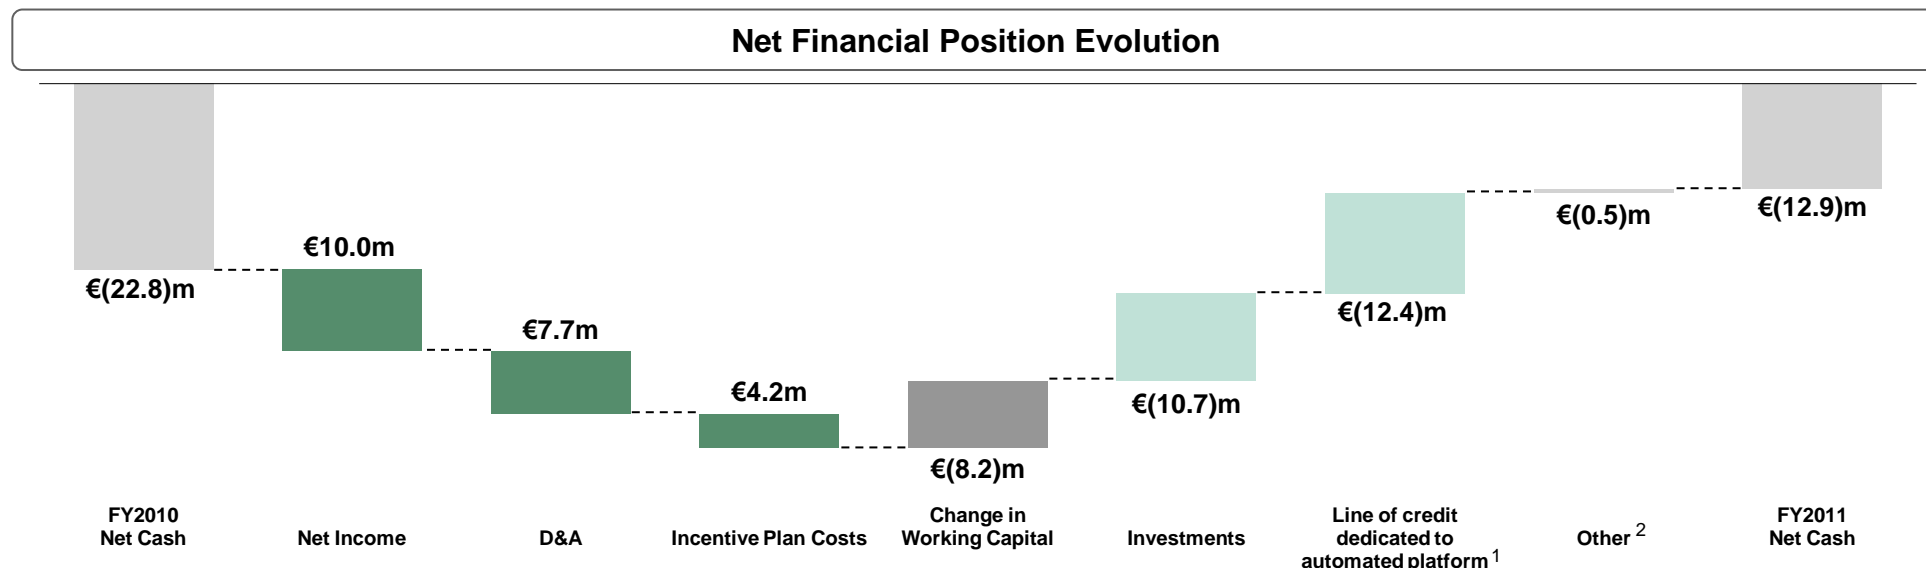 Net Financial Position Evolution
€(22.8)m
€10.0m
€7.7m
€4.2m
€(8.2)m
€(10.7)m
€(12.4)m
€(0.5)m
€(12.9)m
FY2010
Net Cash
Net Income
D&A
Incentive Plan Costs
Change in
Working Capital
Investments
Line of credit
dedicated to
automated platform 1
Other 2
FY2011
Net Cash